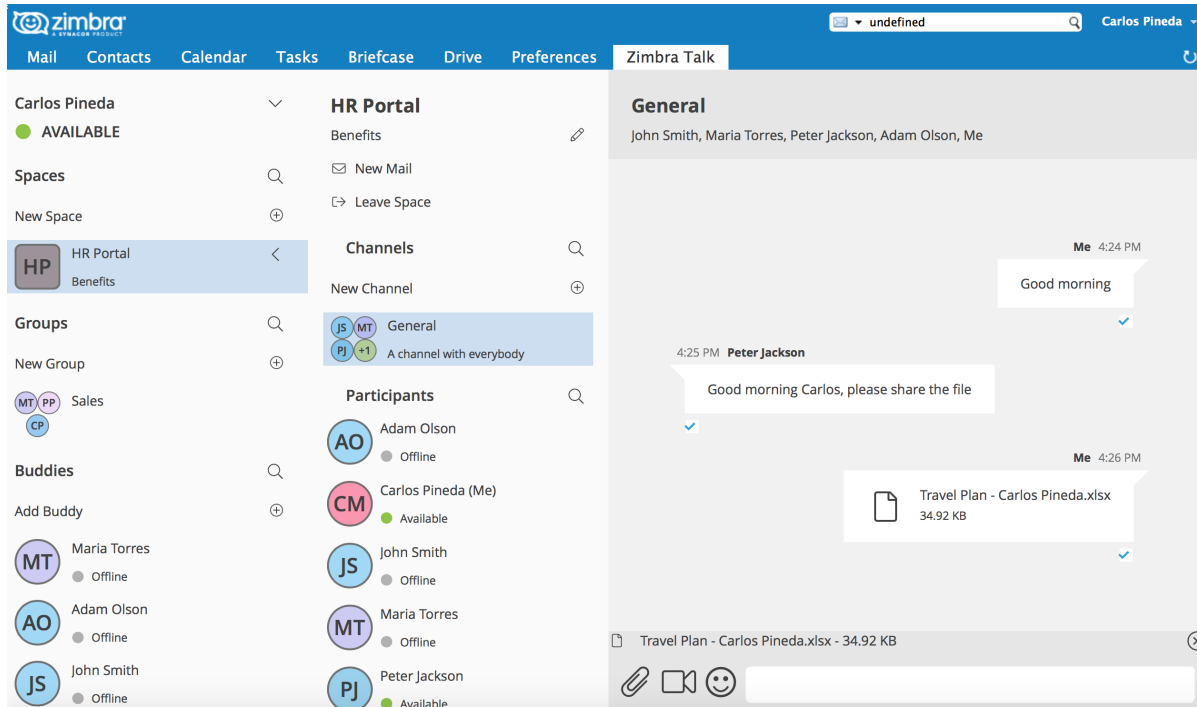 zimbra
A SYNACOR PRODUCT
undefined
Carlos Pineda
Mail Contacts Calendar Tasks Briefcase Drive Preferences Zimbra Talk
Carlos Pineda
AVAILABLE
Spaces
New Space
HP
HR Portal
Benefits
Groups
New Group
MT PP
CP
Sales
Buddies
Add Buddy
MT
Maria Torres
Offline
AO
Adam Olson
Offline
JS
John Smith
Offline
HR Portal
Benefits
New Mail
Leave Space
Channels
New Channel
JS MT
PJ +1
General
A channel with everybody
Participants
AO
Adam Olson
Offline
CM
Carlos Pineda (Me)
Available
JS
John Smith
Offline
MT
Maria Torres
Offline
PJ
Peter Jackson
Available
General
John Smith, Maria Torres, Peter Jackson, Adam Olson, Me
Me 4:24 PM
Good morning
4:25 PM Peter Jackson
Good morning Carlos, please share the file
Me 4:26 PM
Travel Plan - Carlos Pineda.xlsx
34.92 KB
Travel Plan - Carlos Pineda.xlsx - 34.92 KB